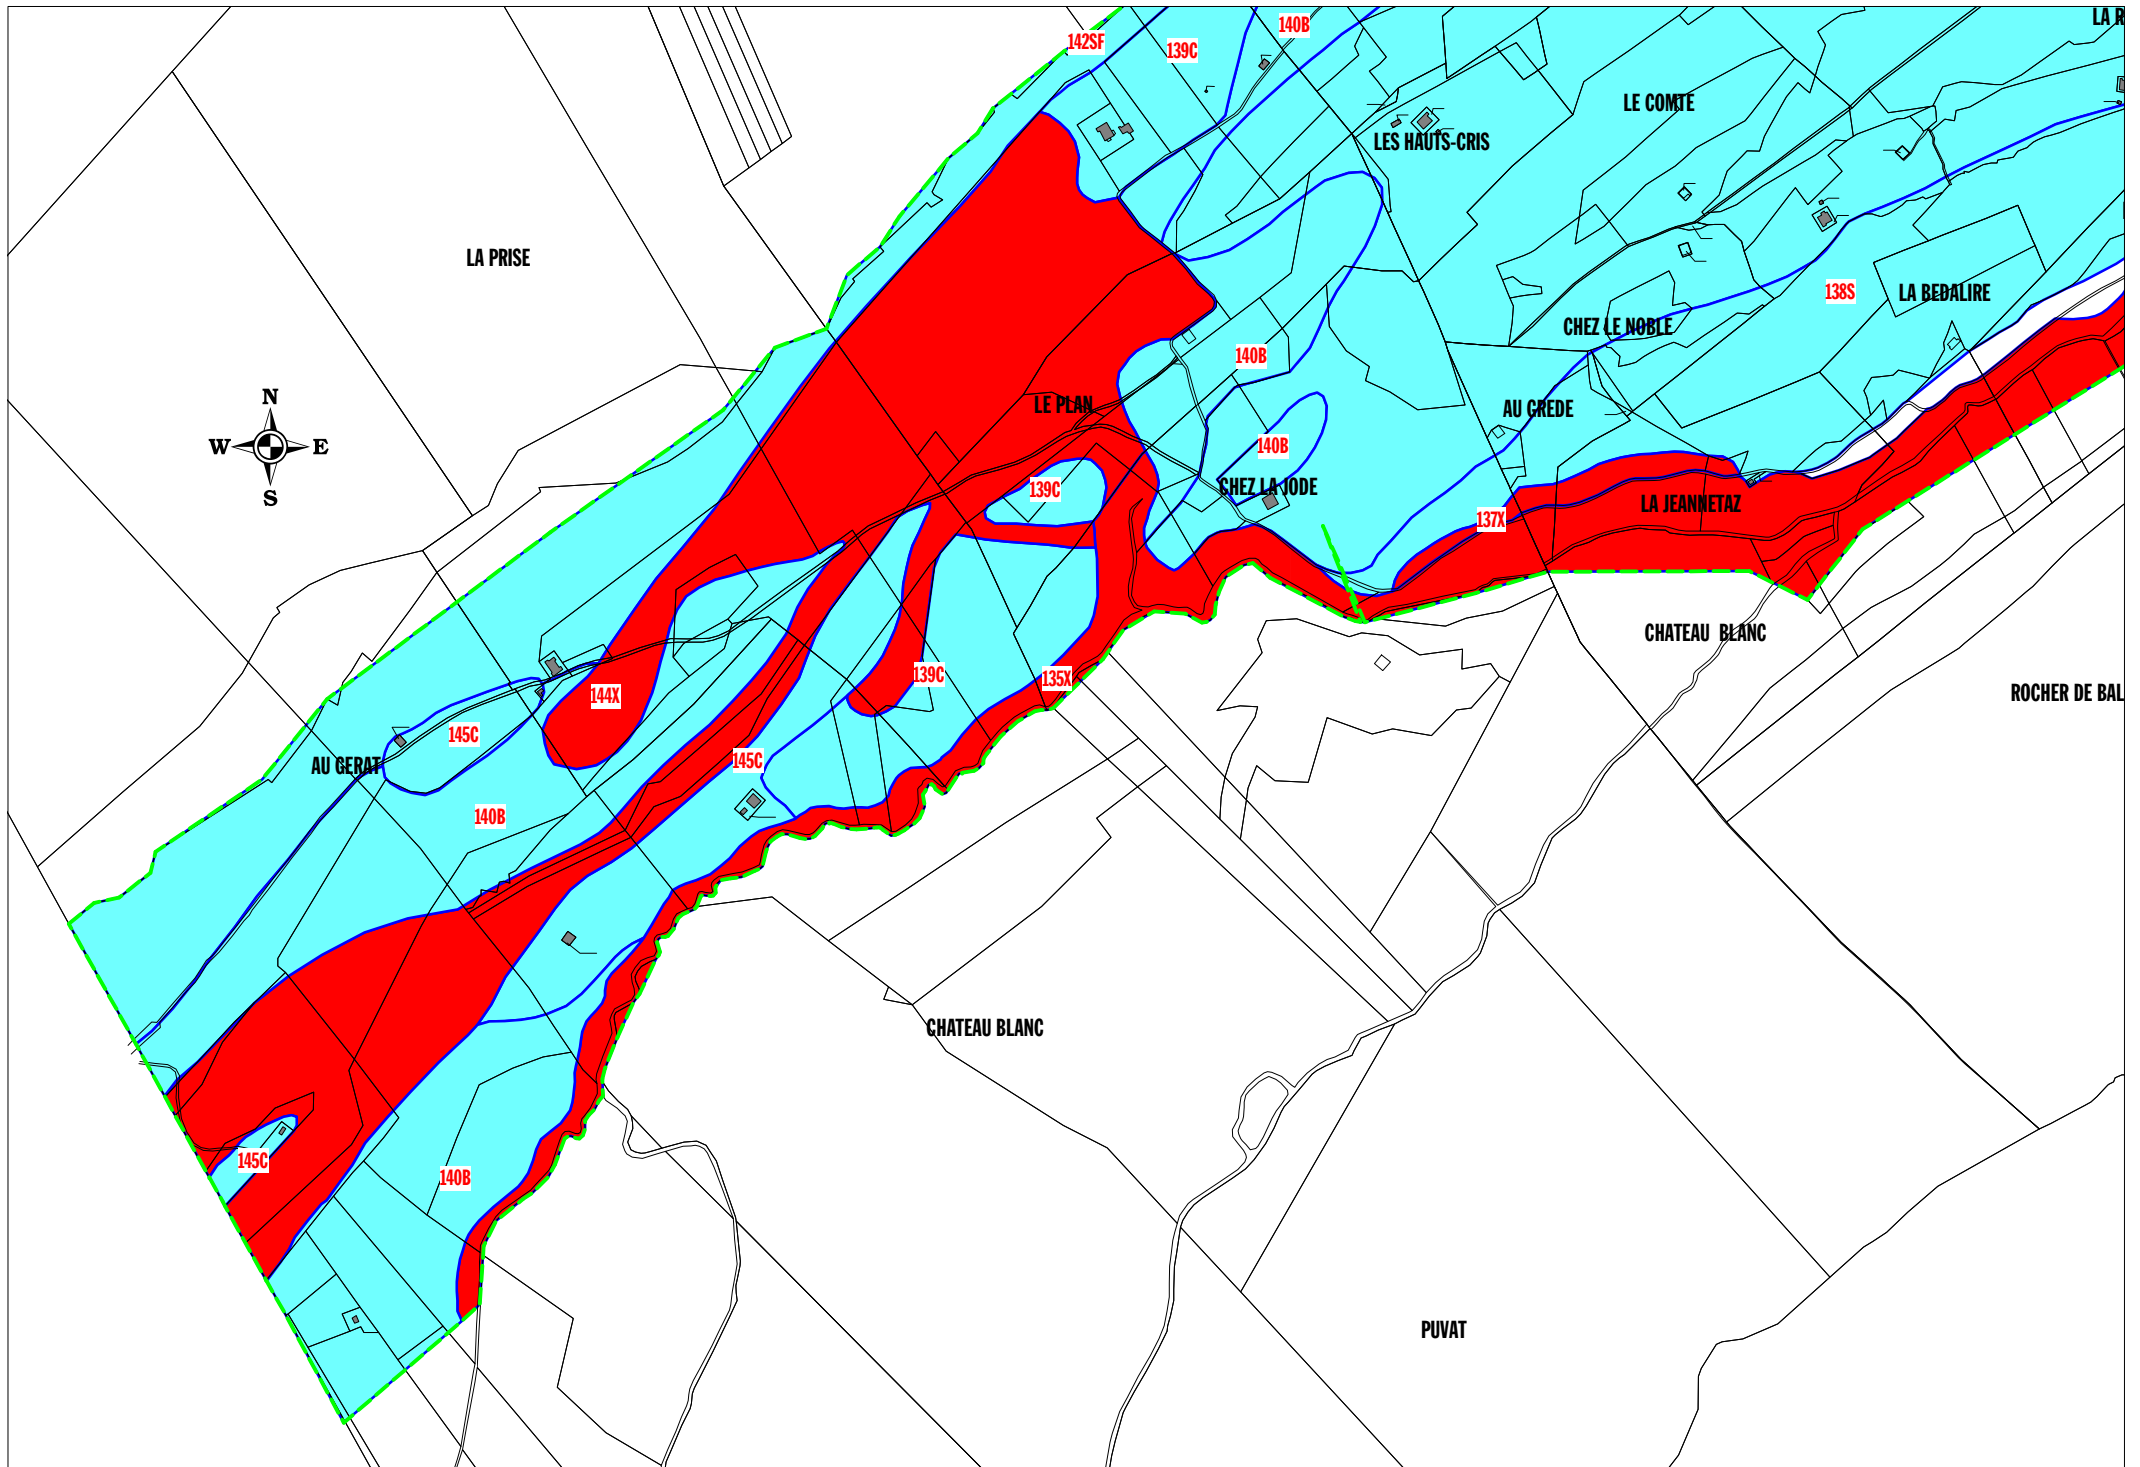 LA R
140B
142SF
139C
LE COMTE
LES HAUTS-CRIS
LA PRISE
138S
LA BEDALIRE
CHEZ LE NOBLE
140B
N
W E
S
LE PLAN
AU CREDE
140B
CHEZ LA JODE
139C
LA JEANNETAZ
137X
CHATEAU BLANC
139C
135X
144X
ROCHER DE BAL
145C
145C
AU GERAT
140B
CHATEAU BLANC
145C
140B
PUVAT